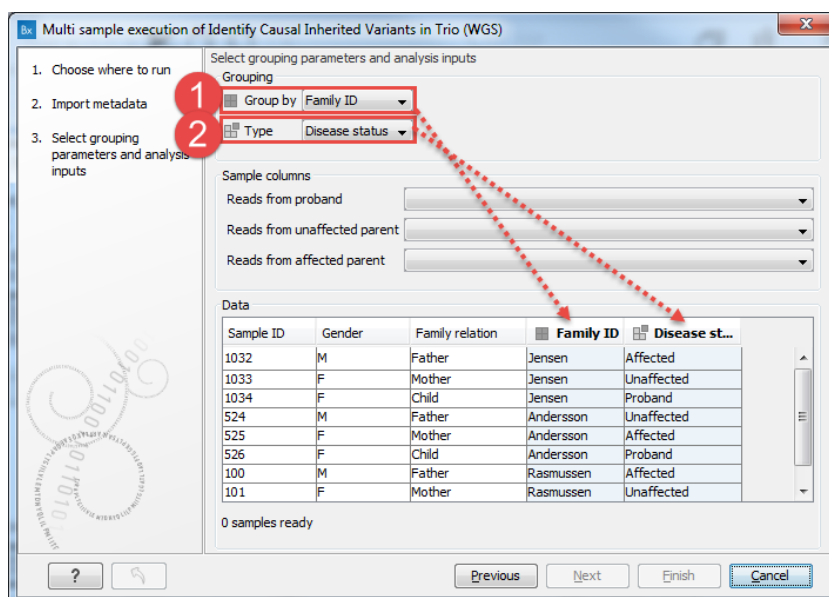 Bx Multi sample execution of Identify Causal Inherited Variants in Trio (WGS)
1. Choose where to run
2. Import metadata
3. Select grouping
parameters and analysis
inputs
Select grouping parameters and analysis inputs
Grouping
1 Group by Family ID
2 Type Disease status
Sample columns
Reads from proband
Reads from unaffected parent
Reads from affected parent
Data
Sample ID Gender Family relation Family ID Disease st...
1032 M Father Jensen Affected
1033 F Mother Jensen Unaffected
1034 F Child Jensen Proband
524 M Father Andersson Unaffected
525 F Mother Andersson Affected
526 F Child Andersson Proband
100 M Father Rasmussen Affected
101 F Mother Rasmussen Unaffected
0 samples ready
? Previous Next Finish Cancel